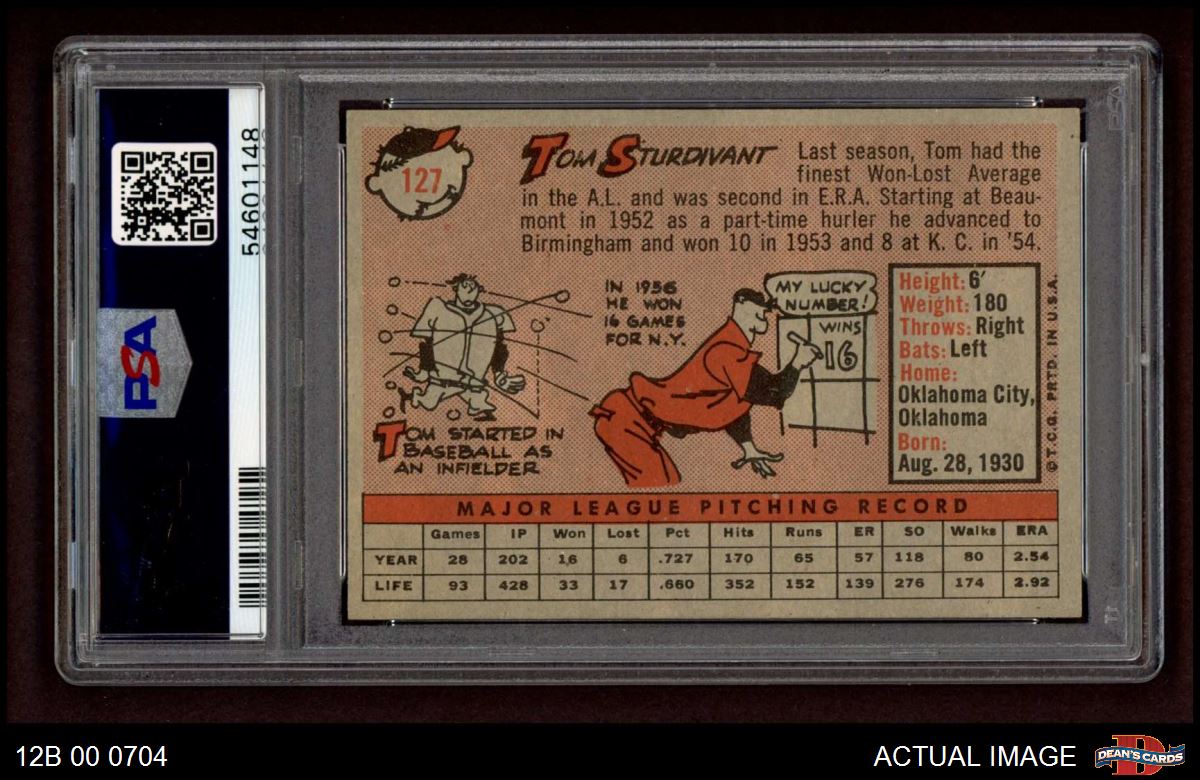 54601148
PSA
127
TOM STURDIVANT
Last season, Tom had the
finest Won-Lost Average
in the A.L. and was second in E.R.A. Starting at Beau-
mont in 1952 as a part-time hurler he advanced to
Birmingham and won 10 in 1953 and 8 at K. C. in '54.
IN 1956
HE WON
16 GAMES
FOR N.Y.
MY LUCKY
NUMBER!
WINS
16
TOM STARTED IN
BASEBALL AS
AN INFIELDER
Height: 6'
Weight: 180
Throws: Right
Bats: Left
Home:
Oklahoma City,
Oklahoma
Born:
Aug. 28, 1930
©T.C.G. PRTD. IN U.S.A.
MAJOR LEAGUE PITCHING RECORD
Games IP Won Lost Pct Hits Runs ER SO Walks ERA
YEAR 28 202 16 6 .727 170 65 57 118 80 2.54
LIFE 93 428 33 17 .660 352 152 139 276 174 2.92
12B 00 0704
ACTUAL IMAGE
DEAN'S CARDS